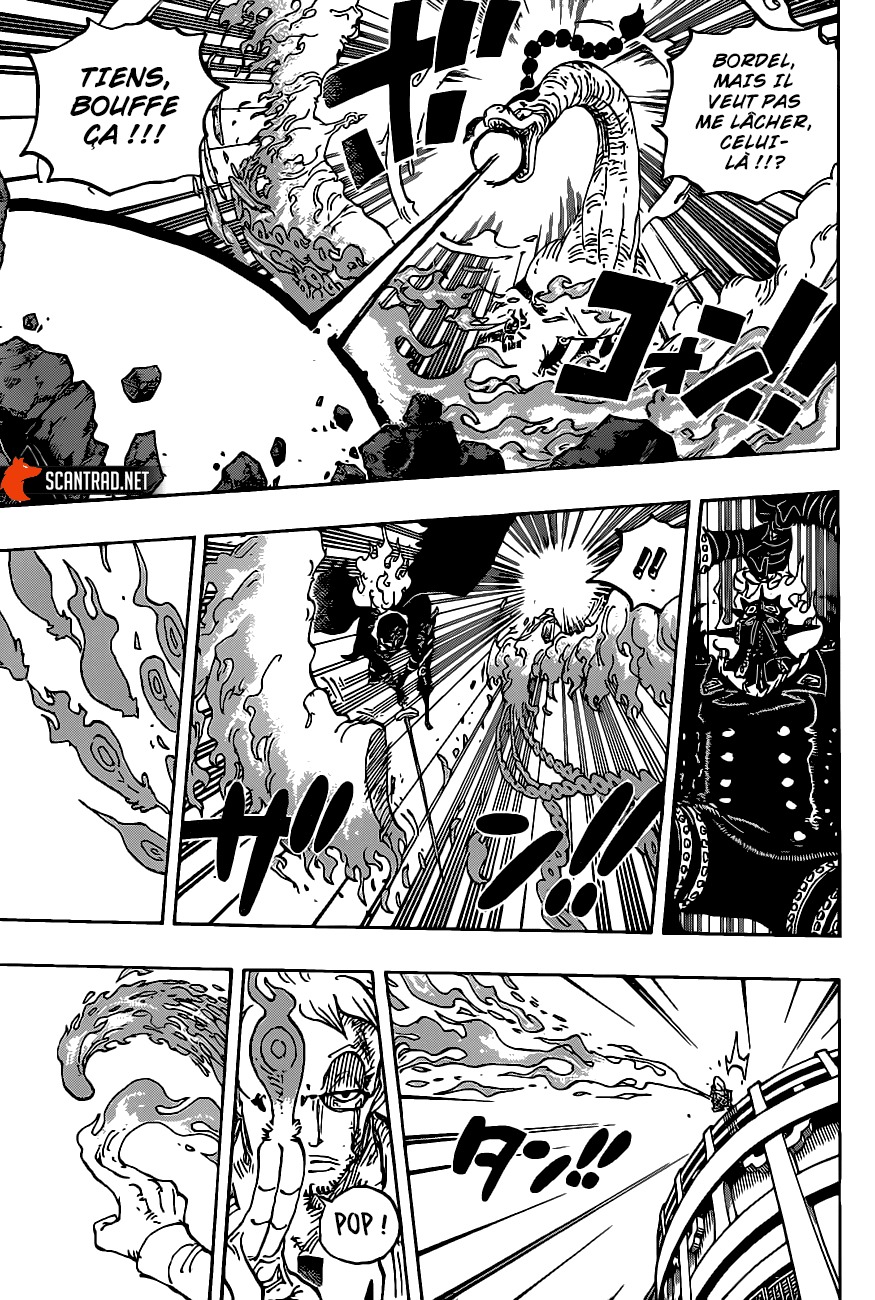 BORDEL,
MAIS IL
VEUT PAS
ME LÂCHER,
CELUI-
LÀ !!?
TIENS,
BOUFFE
ÇA !!!
コォン!!
SCANTRAD.NET
!!
ザン!!
タン!!
POP !